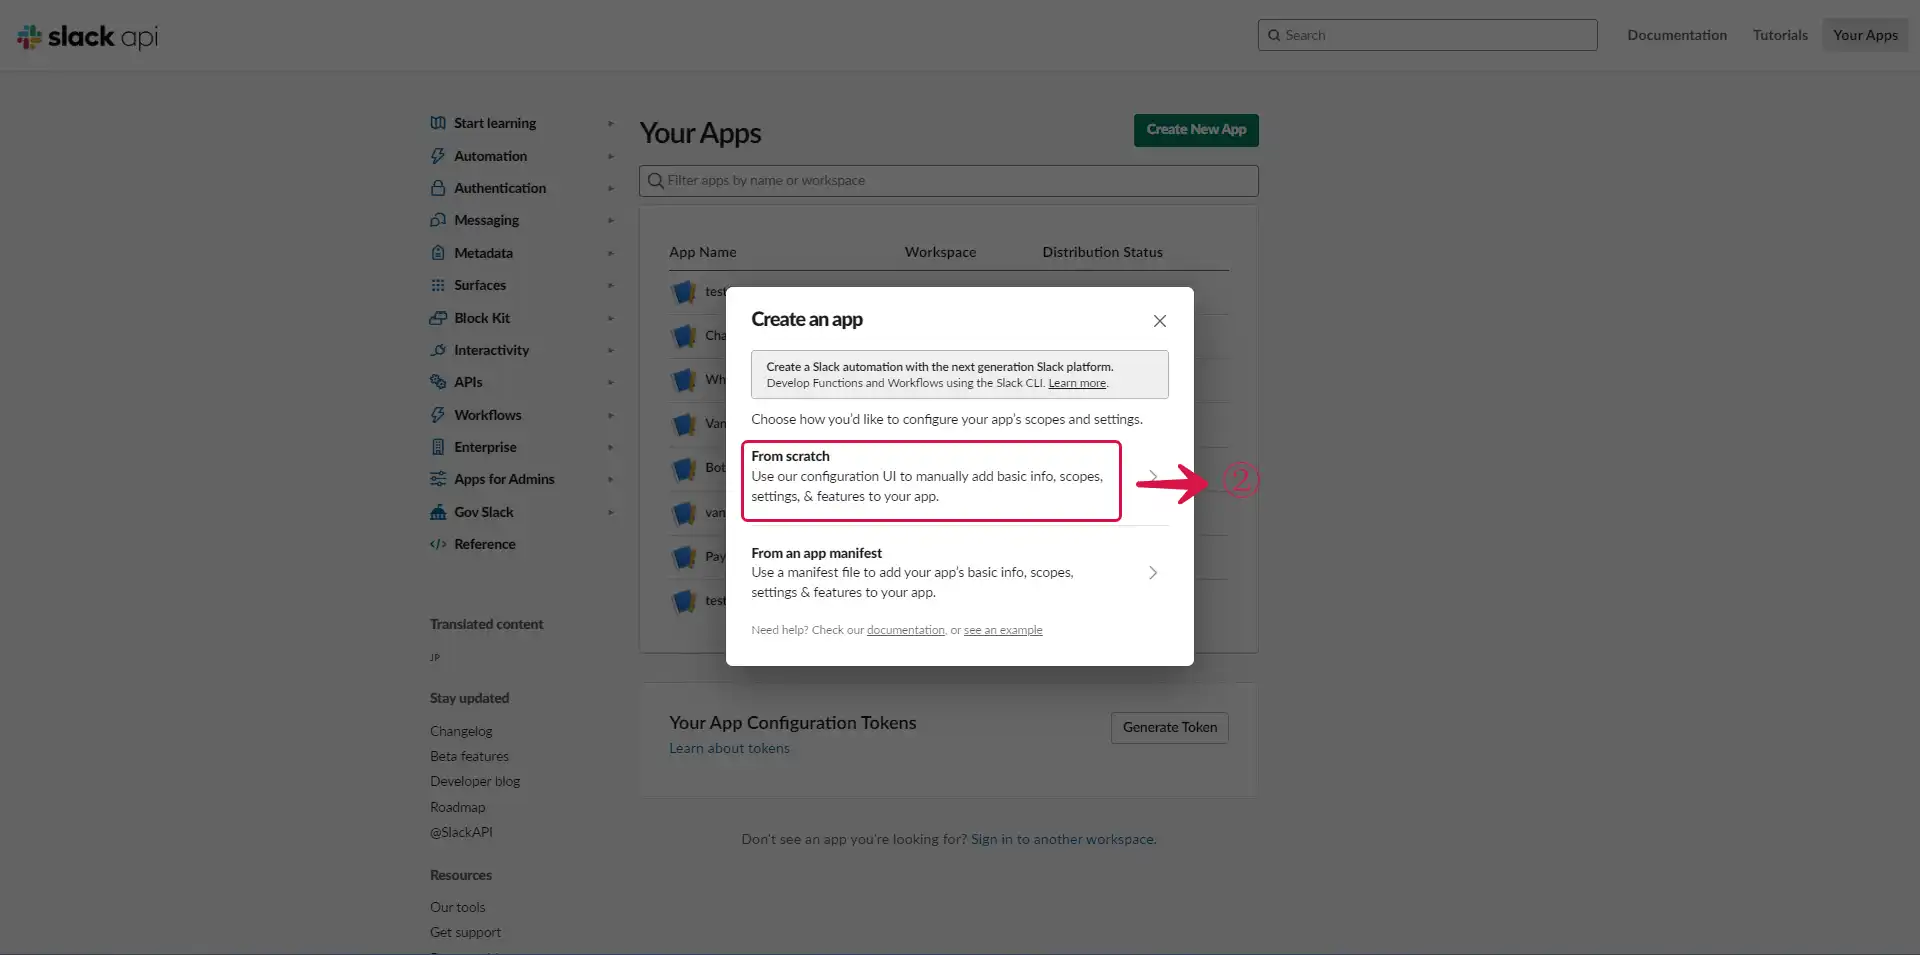 slack api
Search
Documentation
Tutorials
Your Apps
Start learning
Automation
Authentication
Messaging
Metadata
Surfaces
Block Kit
Interactivity
APIs
Workflows
Enterprise
Apps for Admins
Gov Slack
Reference
Translated content
JP
Stay updated
Changelog
Beta features
Developer blog
Roadmap
@SlackAPI
Resources
Our tools
Get support
Your Apps
Create New App
Filter apps by name or workspace
App Name
Workspace
Distribution Status
test
Cha
Wh
Van
Bot
van
Pay
test
Create an app
Create a Slack automation with the next generation Slack platform.
Develop Functions and Workflows using the Slack CLI. Learn more.
Choose how you'd like to configure your app's scopes and settings.
From scratch
Use our configuration UI to manually add basic info, scopes,
settings, & features to your app.
②
From an app manifest
Use a manifest file to add your app's basic info, scopes,
settings & features to your app.
Need help? Check our documentation, or see an example
Your App Configuration Tokens
Learn about tokens
Generate Token
Don't see an app you're looking for? Sign in to another workspace.